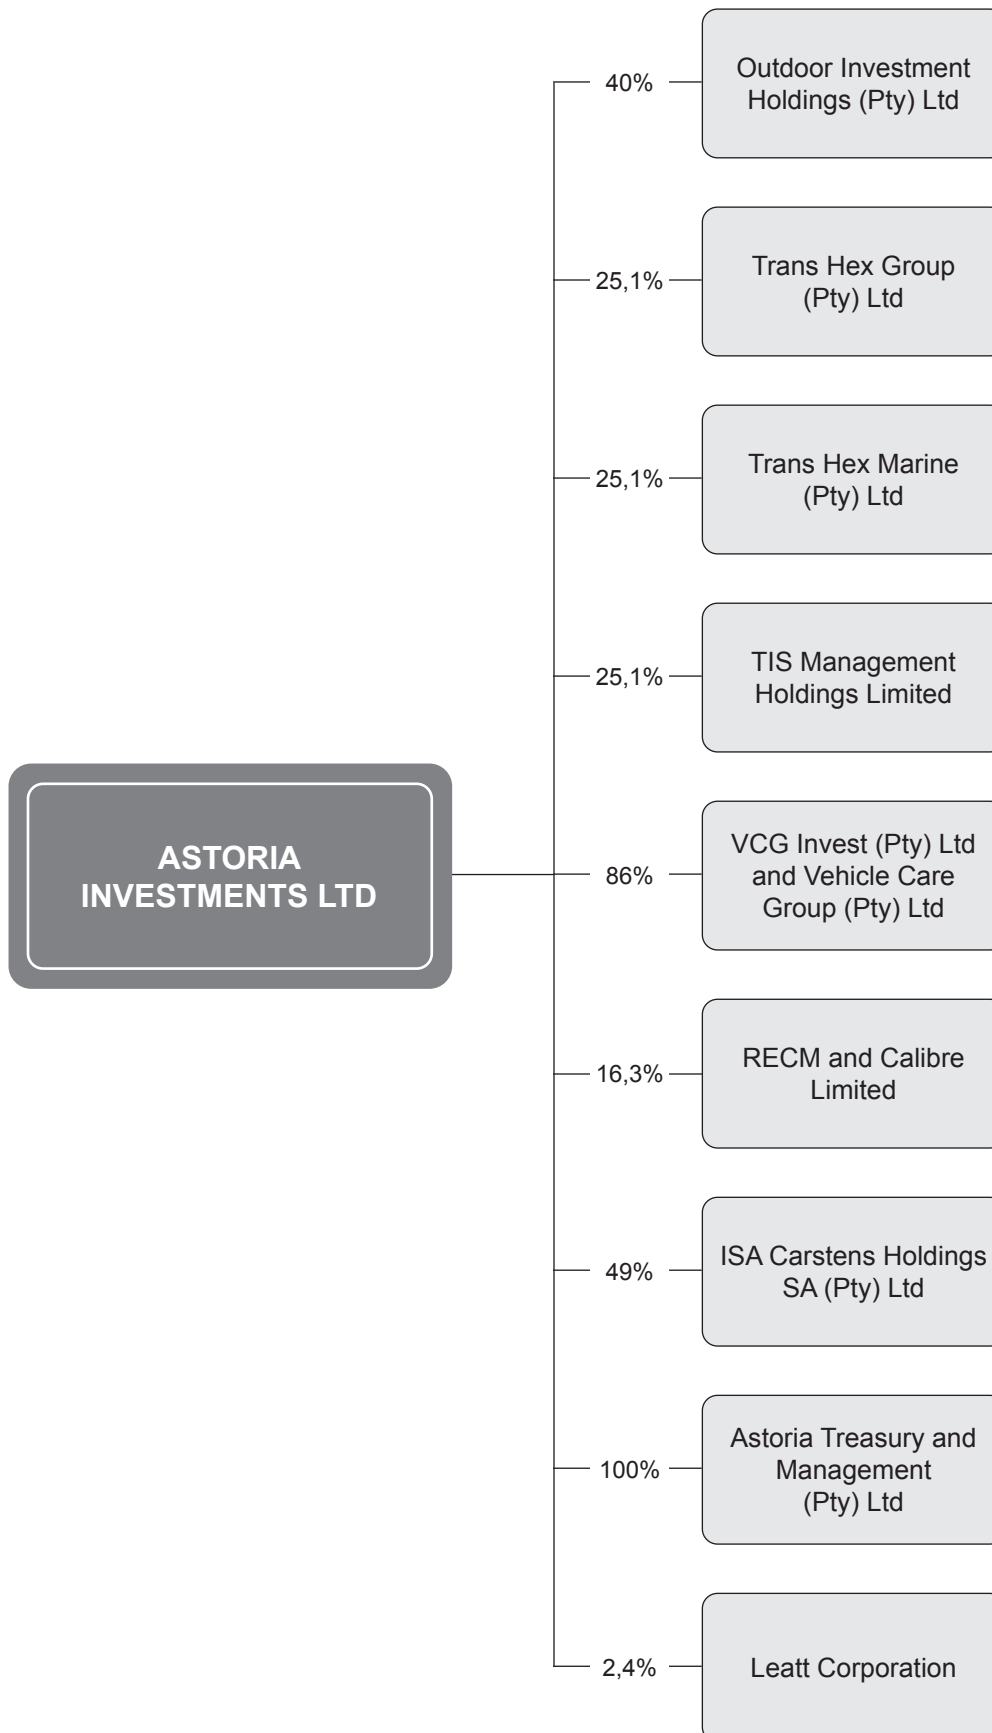 40%
Outdoor Investment
Holdings (Pty) Ltd
25,1%
Trans Hex Group
(Pty) Ltd
25,1%
Trans Hex Marine
(Pty) Ltd
25,1%
TIS Management
Holdings Limited
ASTORIA
INVESTMENTS LTD
86%
VCG Invest (Pty) Ltd
and Vehicle Care
Group (Pty) Ltd
16,3%
RECM and Calibre
Limited
49%
ISA Carstens Holdings
SA (Pty) Ltd
100%
Astoria Treasury and
Management
(Pty) Ltd
2,4%
Leatt Corporation